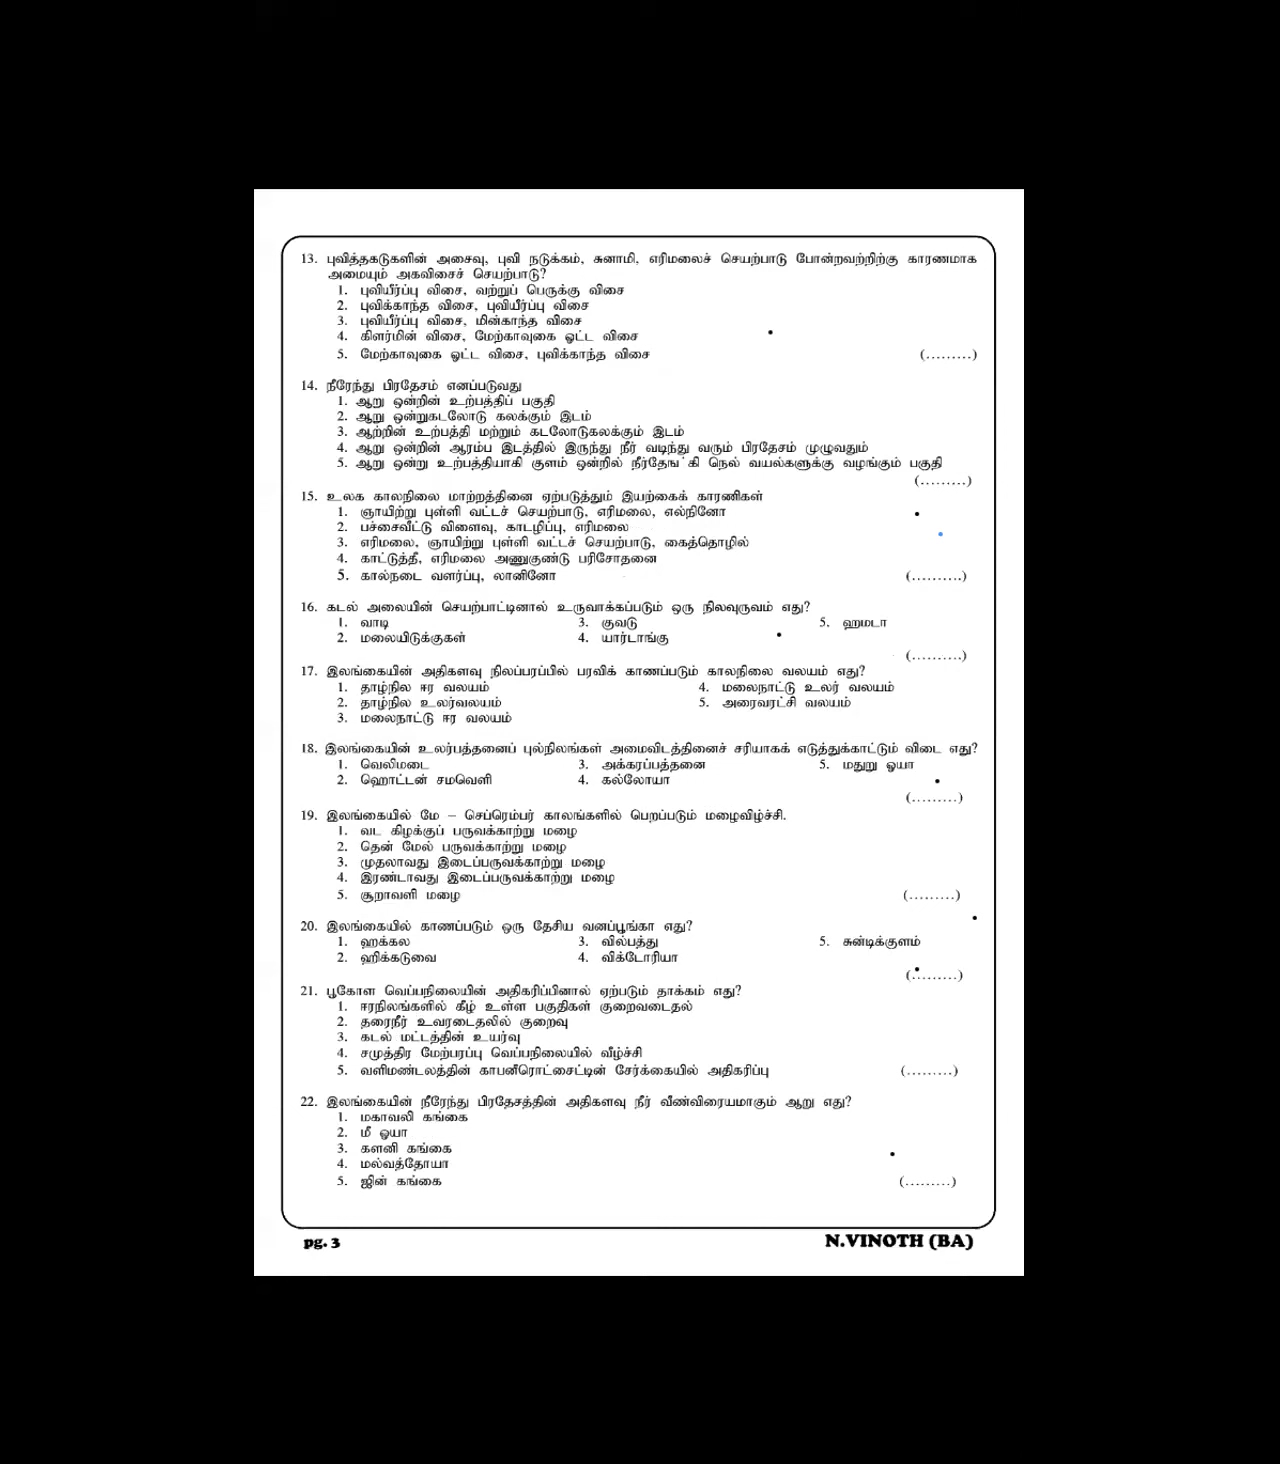 13. புவித்தகடுகளின் அசைவு, புவி நடுக்கம், சுனாமி, எரிமலைச் செயற்பாடு போன்றவற்றிற்கு காரணமாக
அமையும் அகவிசைச் செயற்பாடு?
1. புவியீர்ப்பு விசை, வற்றுப் பெருக்கு விசை
2. புவிக்காந்த விசை, புவியீர்ப்பு விசை
3. புவியீர்ப்பு விசை, மின்காந்த விசை
4. கிளர்மின் விசை, மேற்காவுகை ஓட்ட விசை
5. மேற்காவுகை ஓட்ட விசை, புவிக்காந்த விசை (.........)
14. நீரேந்து பிரதேசம் எனப்படுவது
1. ஆறு ஒன்றின் உற்பத்திப் பகுதி
2. ஆறு ஒன்றுகடலோடு கலக்கும் இடம்
3. ஆற்றின் உற்பத்தி மற்றும் கடலோடுகலக்கும் இடம்
4. ஆறு ஒன்றின் ஆரம்ப இடத்தில் இருந்து நீர் வடிந்து வரும் பிரதேசம் முழுவதும்
5. ஆறு ஒன்று உற்பத்தியாகி குளம் ஒன்றில் நீர்தேங்கி நெல் வயல்களுக்கு வழங்கும் பகுதி
(.........)
15. உலக காலநிலை மாற்றத்தினை ஏற்படுத்தும் இயற்கைக் காரணிகள்
1. ஞாயிற்று புள்ளி வட்டச் செயற்பாடு, எரிமலை, எல்நினோ
2. பச்சைவீட்டு விளைவு, காடழிப்பு, எரிமலை
3. எரிமலை, ஞாயிற்று புள்ளி வட்டச் செயற்பாடு, கைத்தொழில்
4. காட்டுத்தீ, எரிமலை அணுகுண்டு பரிசோதனை
5. கால்நடை வளர்ப்பு, லானினோ (..........)
16. கடல் அலையின் செயற்பாட்டினால் உருவாக்கப்படும் ஒரு நிலவுருவம் எது?
1. வாடி 3. குவடு 5. ஹமடா
2. மலையிடுக்குகள் 4. யார்டாங்கு
(..........)
17. இலங்கையின் அதிகளவு நிலப்பரப்பில் பரவிக் காணப்படும் காலநிலை வலயம் எது?
1. தாழ்நில ஈர வலயம் 4. மலைநாட்டு உலர் வலயம்
2. தாழ்நில உலர்வலயம் 5. அரைவரட்சி வலயம்
3. மலைநாட்டு ஈர வலயம்
18. இலங்கையின் உலர்பத்தனைப் புல்நிலங்கள் அமைவிடத்தினைச் சரியாகக் எடுத்துக்காட்டும் விடை எது?
1. வெலிமடை 3. அக்கரப்பத்தனை 5. மதுறு ஓயா
2. ஹொட்டன் சமவெளி 4. கல்லோயா
(.........)
19. இலங்கையில் மே – செப்ரெம்பர் காலங்களில் பெறப்படும் மழைவிழ்ச்சி.
1. வட கிழக்குப் பருவக்காற்று மழை
2. தென் மேல் பருவக்காற்று மழை
3. முதலாவது இடைப்பருவக்காற்று மழை
4. இரண்டாவது இடைப்பருவக்காற்று மழை
5. சூறாவளி மழை (.........)
20. இலங்கையில் காணப்படும் ஒரு தேசிய வனப்பூங்கா எது?
1. ஹக்கல 3. வில்பத்து 5. சுன்டிக்குளம்
2. ஹிக்கடுவை 4. விக்டோரியா
(.........)
21. பூகோள வெப்பநிலையின் அதிகரிப்பினால் ஏற்படும் தாக்கம் எது?
1. ஈரநிலங்களில் கீழ் உள்ள பகுதிகள் குறைவடைதல்
2. தரைநீர் உவரடைதலில் குறைவு
3. கடல் மட்டத்தின் உயர்வு
4. சமுத்திர மேற்பரப்பு வெப்பநிலையில் வீழ்ச்சி
5. வளிமண்டலத்தின் காபனீரொட்சைட்டின் சேர்க்கையில் அதிகரிப்பு (.........)
22. இலங்கையின் நீரேந்து பிரதேசத்தின் அதிகளவு நீர் வீண்விரையமாகும் ஆறு எது?
1. மகாவலி கங்கை
2. மீ ஓயா
3. களனி கங்கை
4. மல்வத்தோயா
5. ஜின் கங்கை (.........)
pg. 3 N.VINOTH (BA)